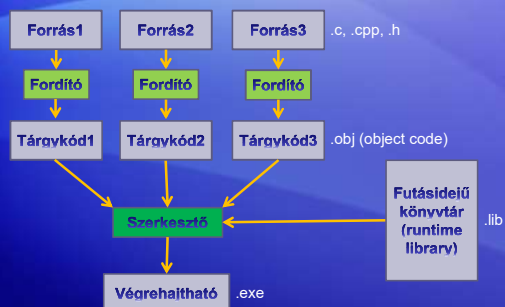 Forrás1 Forrás2 Forrás3 .c, .cpp, .h
Fordító Fordító Fordító
Tárgykód1 Tárgykód2 Tárgykód3 .obj (object code)
Futásidejű
könyvtár
(runtime
library)
.lib
Szerkesztő
Végrehajtható .exe